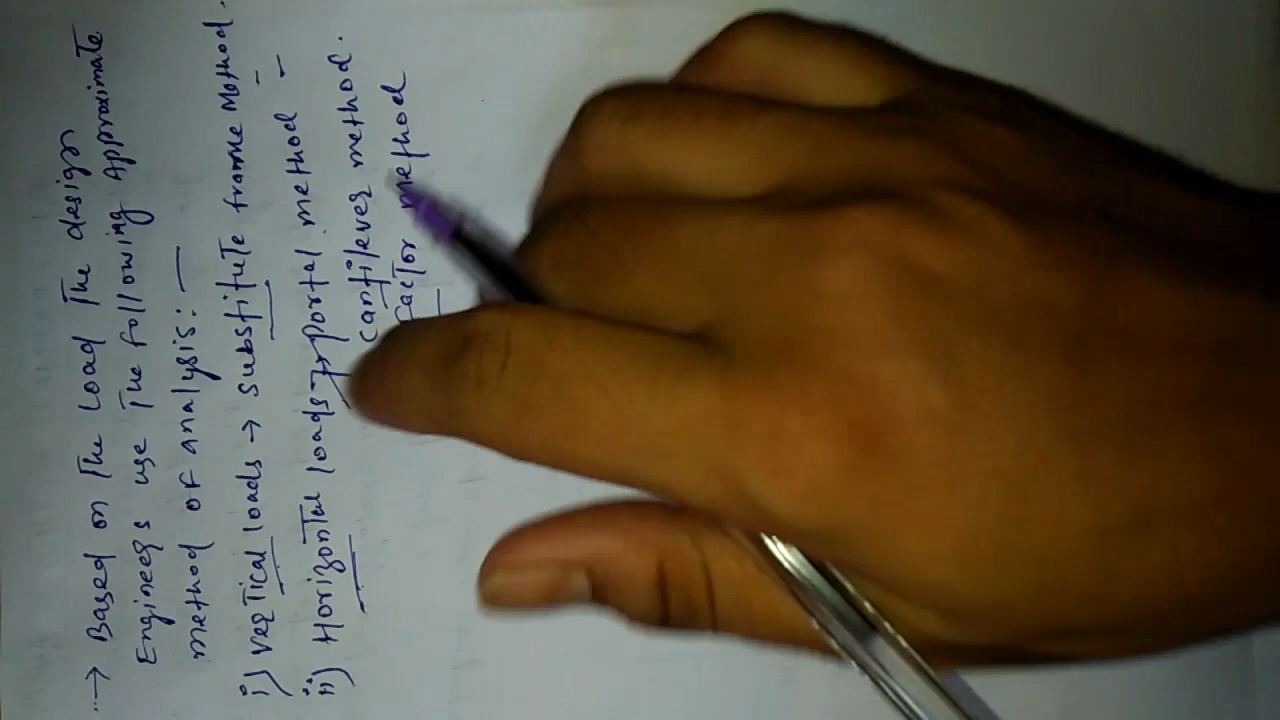 → Based on The Load The design
Engineers use The following Approximate
method of analysis: —
i) vertical loads → substitute frame Method.
ii) Horizontal loads → portal method -
cantilever method.
factor method